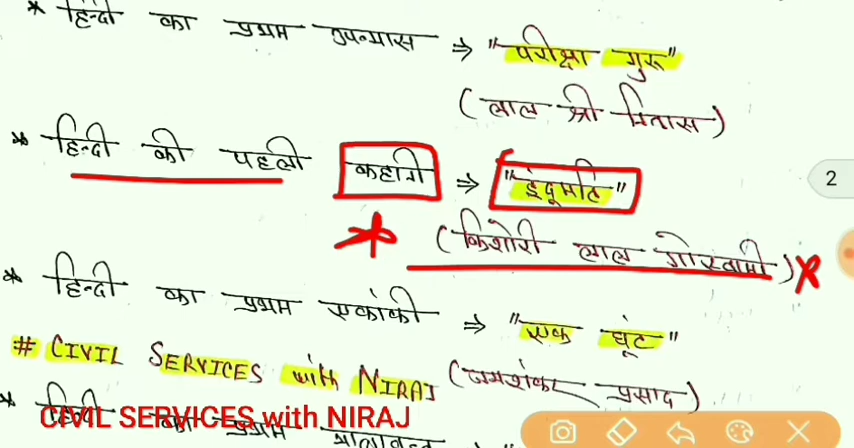 * हिन्दी का प्रथम उपन्यास ⇒ "परीक्षा गुरु"
(लाल श्री निवास)
* हिन्दी की पहली कहानी ⇒ "इंदूमति"
(किशोरी लाल गोस्वामी)
* हिन्दी का प्रथम एकांकी ⇒ "एक घूंट"
# CIVIL SERVICES with NIRAJ (जयशंकर प्रसाद)
* हिन्दी का प्रथम
CIVIL SERVICES with NIRAJ
2